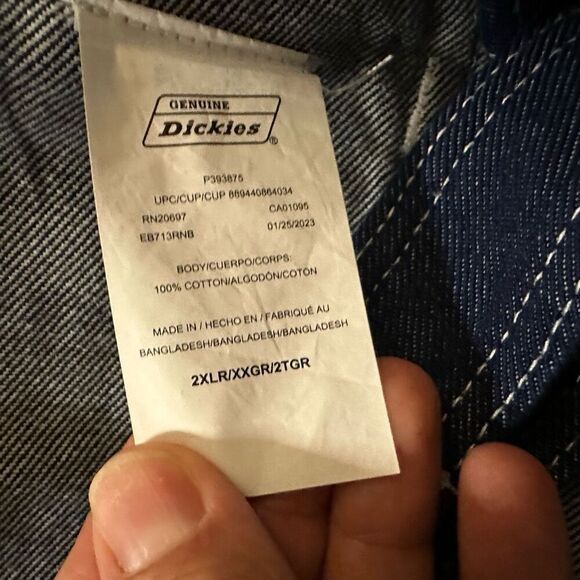 GENUINE
Dickies®
P393875
UPC/CUP/CUP 889440864034
RN20697 CA01095
EB713RNB 01/25/2023
BODY/CUERPO/CORPS:
100% COTTON/ALGODÓN/COTON
MADE IN / HECHO EN / FABRIQUÉ AU
BANGLADESH/BANGLADESH/BANGLADESH
2XLR/XXGR/2TGR